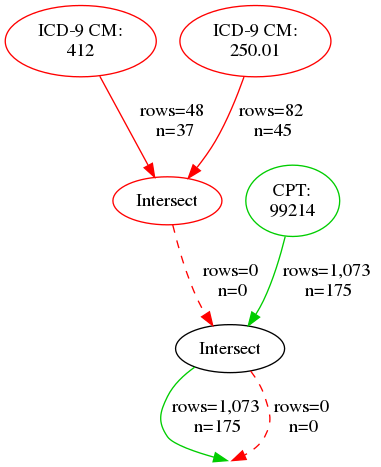 ICD-9 CM:
412
ICD-9 CM:
250.01
rows=48
n=37
rows=82
n=45
Intersect
CPT:
99214
rows=0
n=0
rows=1,073
n=175
Intersect
rows=1,073
n=175
rows=0
n=0